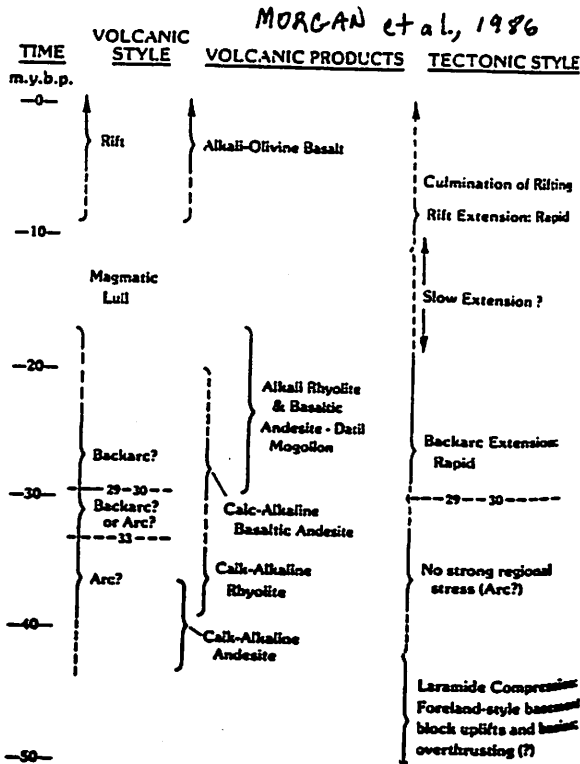 MORGAN et al., 1986
TIME
m.y.b.p.
VOLCANIC
STYLE
VOLCANIC PRODUCTS
TECTONIC STYLE
—0—
Rift
Alkali-Olivine Basalt
Culmination of Rifting
Rift Extension: Rapid
—10—
Magmatic
Lull
Slow Extension ?
—20—
Alkali Rhyolite
& Basaltic
Andesite - Datil
Mogollon
Backarc?
Backarc Extension:
Rapid
—30—
29 — 30
29 — 30
Backarc?
or Arc?
Calc-Alkaline
Basaltic Andesite
33
Arc?
Calk-Alkaline
Rhyolite
No strong regional
stress (Arc?)
—40—
Calk-Alkaline
Andesite
Laramide Compression:
Foreland-style basement
block uplifts and basins:
overthrusting (?)
—50—